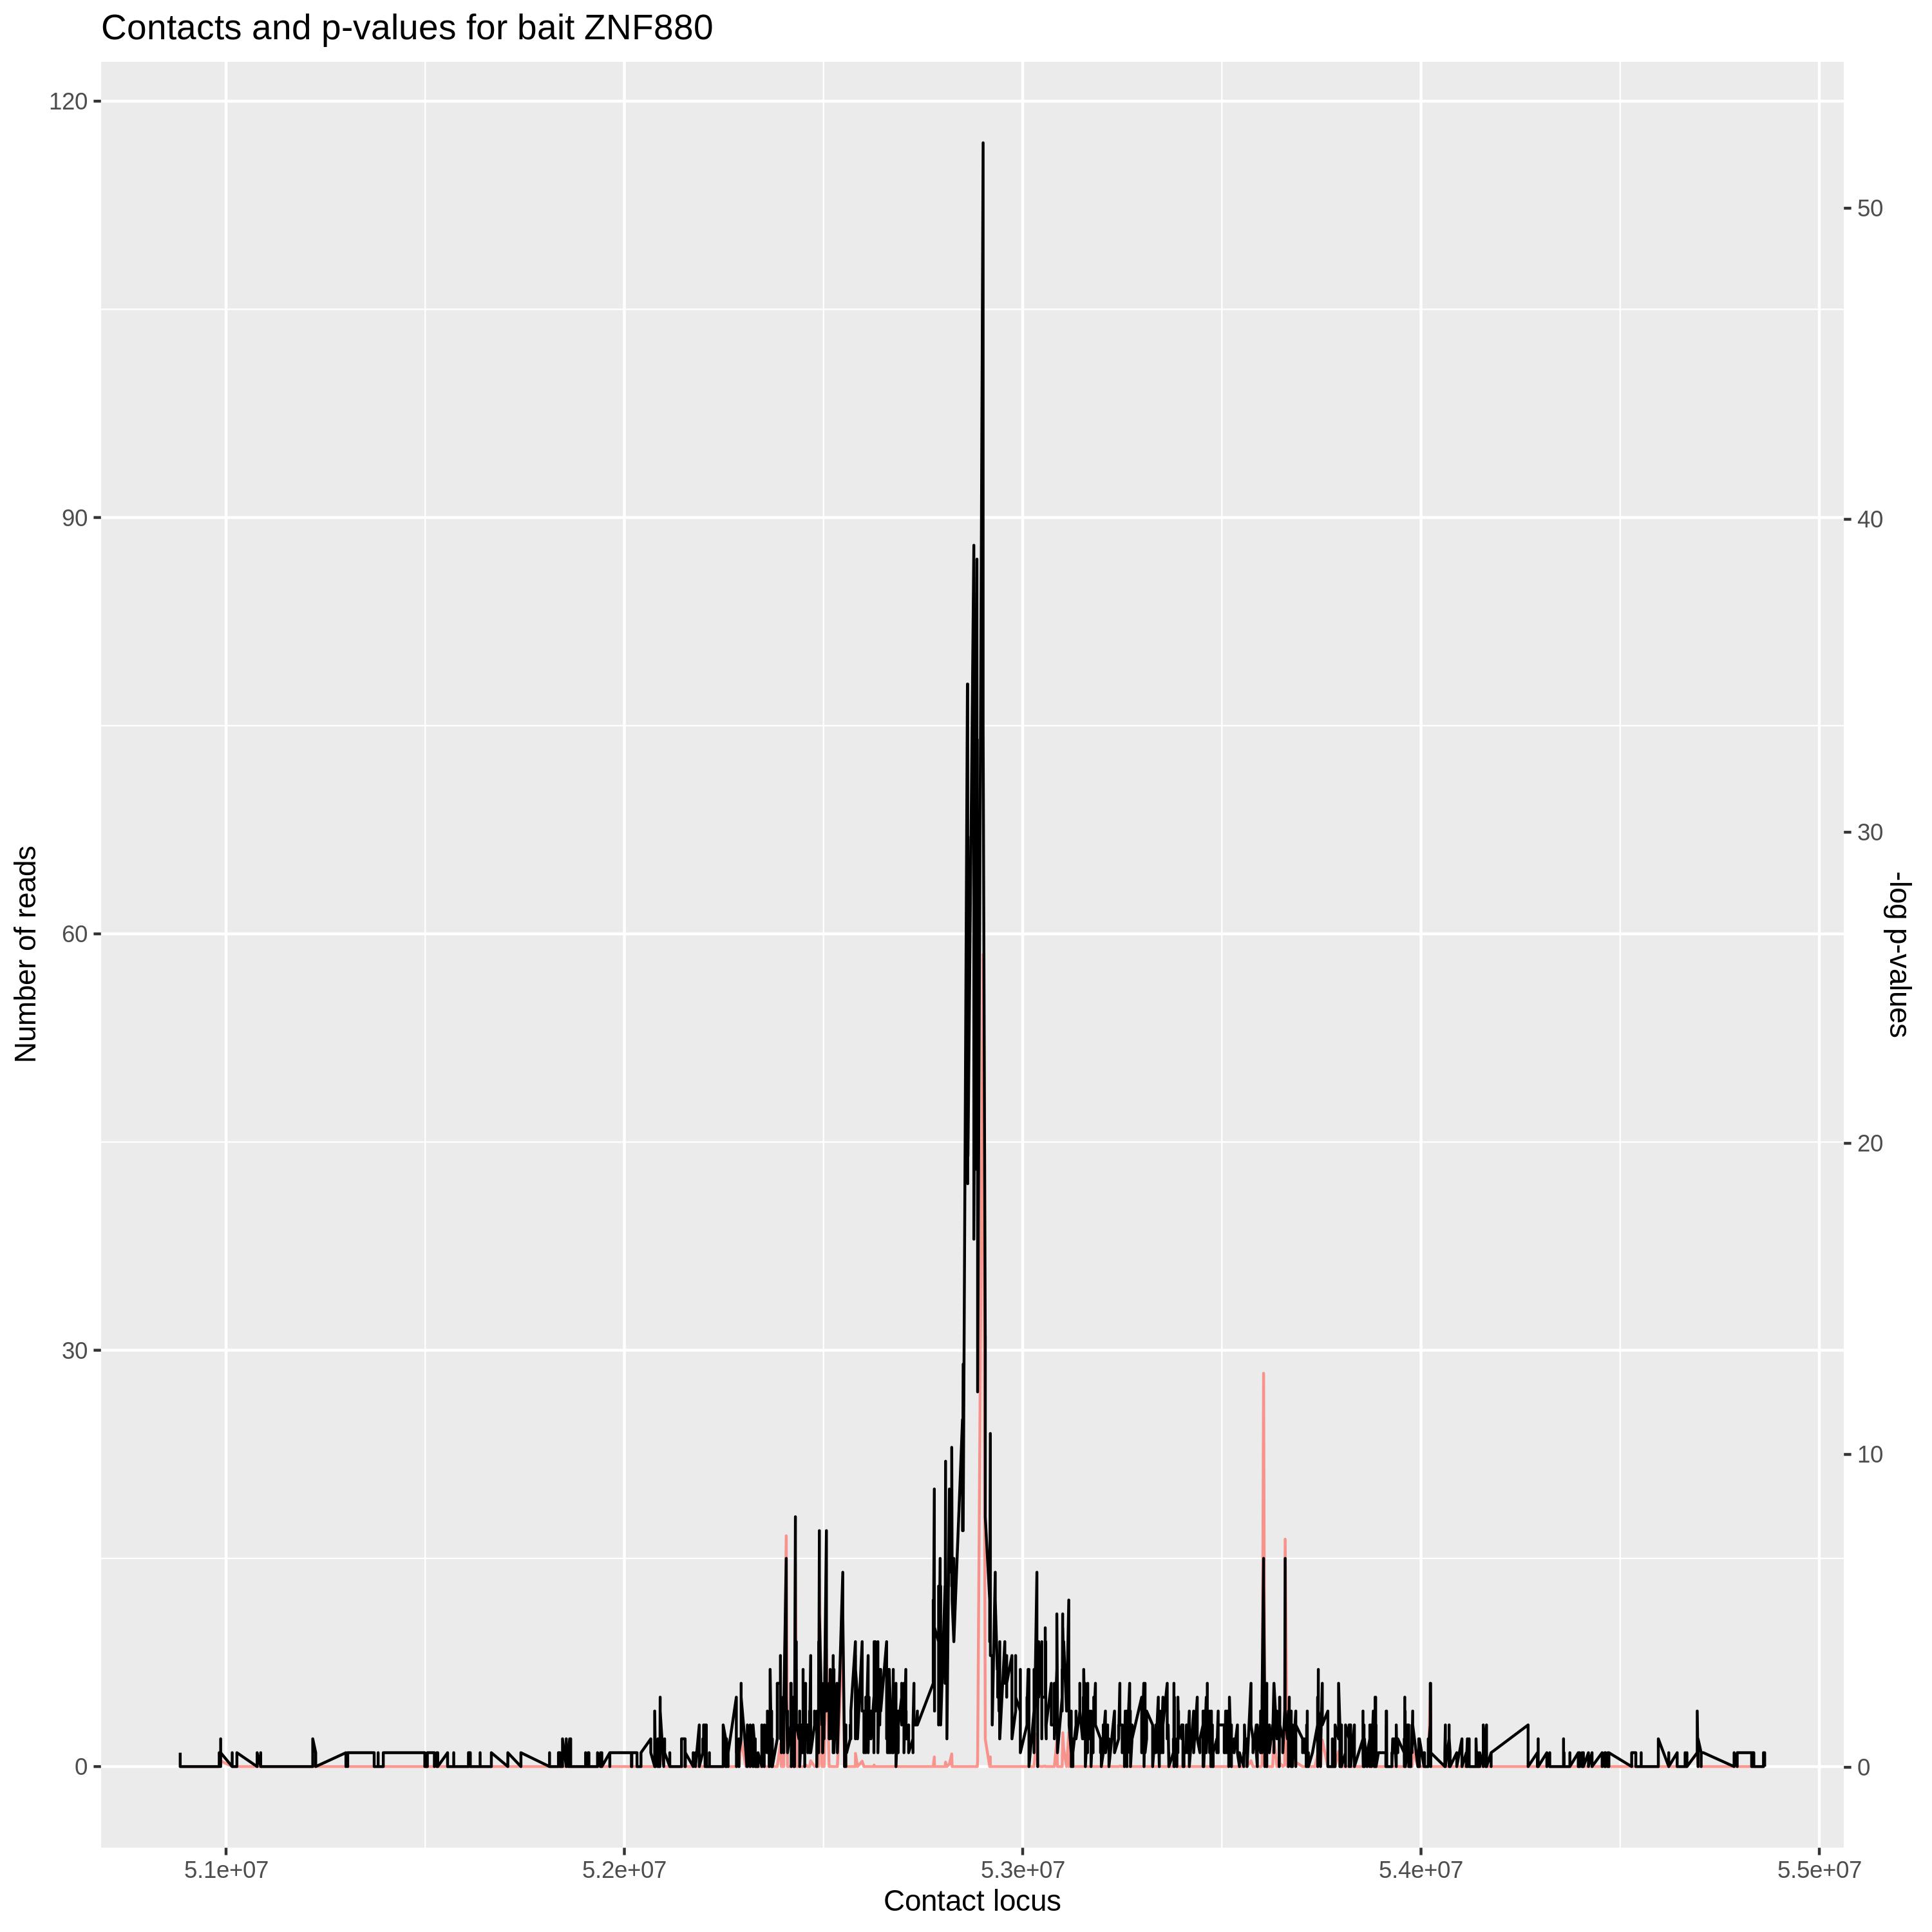 Contacts and p-values for bait ZNF880
120
90
60
30
0
Number of reads
50
40
30
20
10
0
-log p-values
5.1e+07 5.2e+07 5.3e+07 5.4e+07 5.5e+07
Contact locus